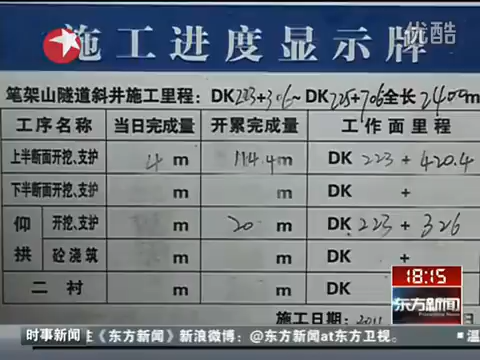 YOUKU
施工进度显示牌
笔架山隧道斜井施工里程：DK223+306~DK225+706全长2400m
工序名称 当日完成量 开累完成量 工作面里程
上半断面开挖、支护 4 m 114.4 m DK 223 + 420.4
下半断面开挖、支护 m m DK +
仰拱 开挖、支护 m 20 m DK 223 + 326
砼浇筑 m m DK
二衬 m m DK
施工日期：2011
18:15
东方新闻
时事新闻 注《东方新闻》新浪微博：@东方新闻at东方卫视。 ■温